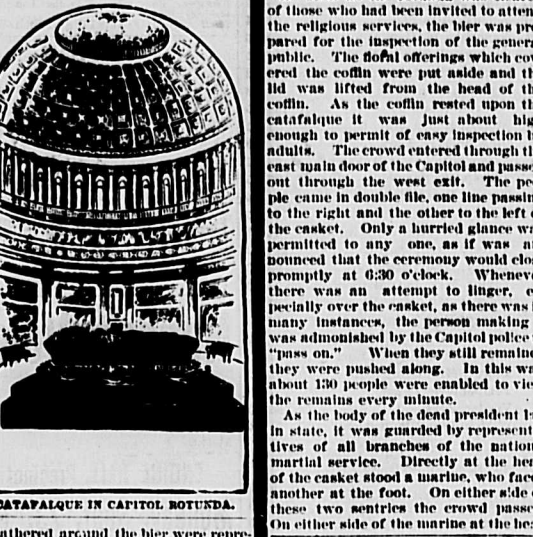 CATAFALQUE IN CAPITOL ROTUNDA.
athered around the bier were repre-
of those who had been invited to atten
the religious services, the bier was pre
pared for the inspection of the genera
public. The floral offerings which cov
ered the coffin were put aside and th
lid was lifted from the head of th
coffin. As the coffin rested upon th
catafalque it was just about hig
enough to permit of easy inspection b
adults. The crowd entered through th
east main door of the Capitol and passe
out through the west exit. The pe
ple came in double file, one line passin
to the right and the other to the left o
the casket. Only a hurried glance wa
permitted to any one, as if was an
nounced that the ceremony would clos
promptly at 6:30 o'clock. Wheneve
there was an attempt to linger, e
pecially over the casket, as there was i
many instances, the person making
was admonished by the Capitol police
"pass on." When they still remaine
they were pushed along. In this wa
about 130 people were enabled to vie
the remains every minute.
As the body of the dead president la
in state, it was guarded by represent
tives of all branches of the nation
martial service. Directly at the hea
of the casket stood a marine, who face
another at the foot. On either side o
these two sentries the crowd passe
On either side of the marine at the he